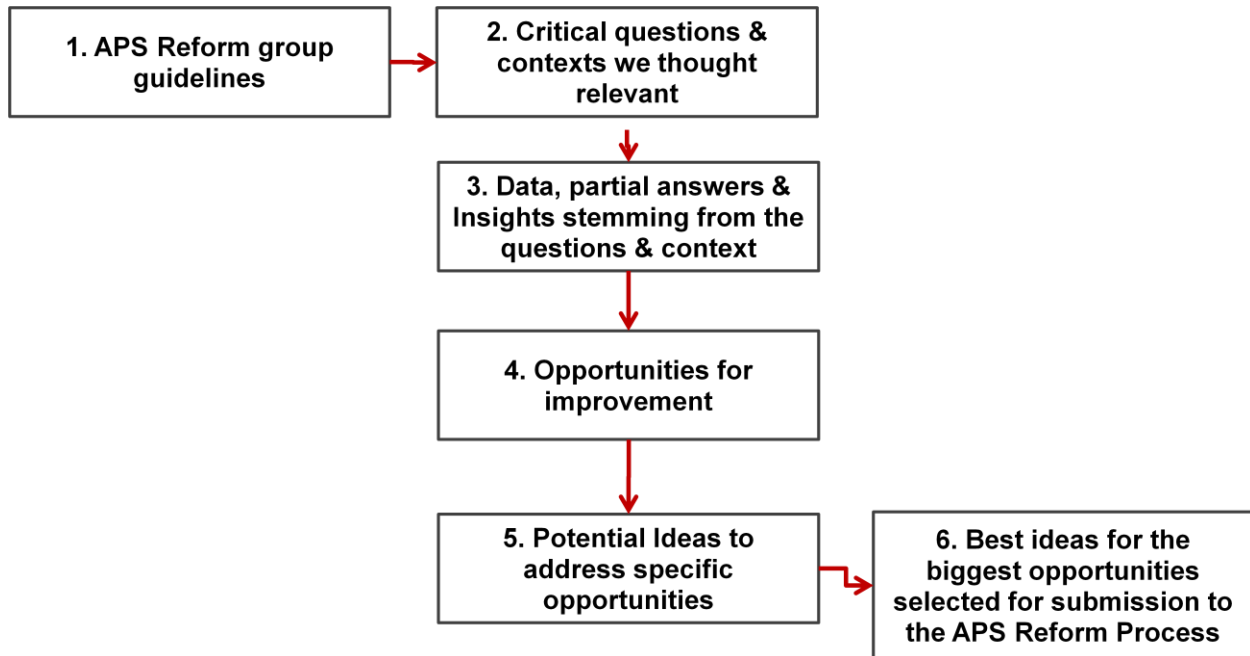 1. APS Reform group
guidelines
2. Critical questions &
contexts we thought
relevant
3. Data, partial answers &
Insights stemming from the
questions & context
4. Opportunities for
improvement
5. Potential Ideas to
address specific
opportunities
6. Best ideas for the
biggest opportunities
selected for submission to
the APS Reform Process